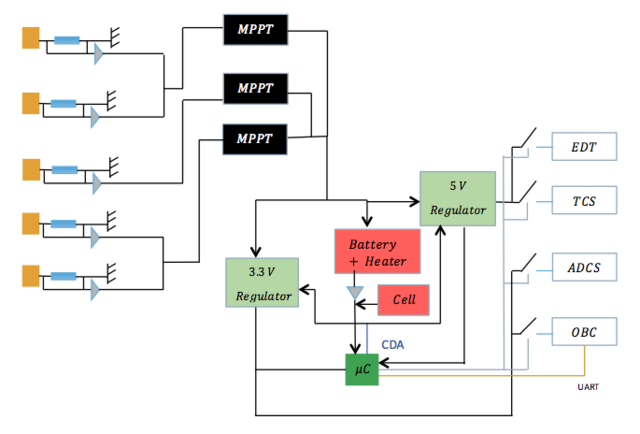 MPPT
MPPT
MPPT
5 V
Regulator
EDT
TCS
Battery
+ Heater
3.3 V
Regulator
Cell
ADCS
OBC
CDA
μC
UART